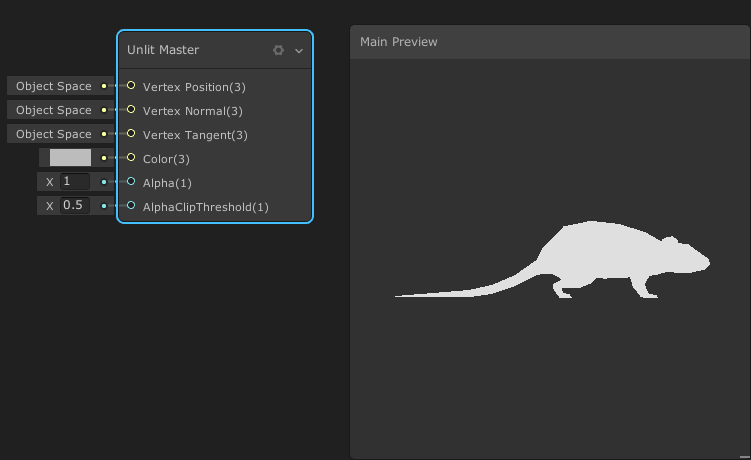 Unlit Master
Object Space Vertex Position(3)
Object Space Vertex Normal(3)
Object Space Vertex Tangent(3)
Color(3)
X 1 Alpha(1)
X 0.5 AlphaClipThreshold(1)
Main Preview